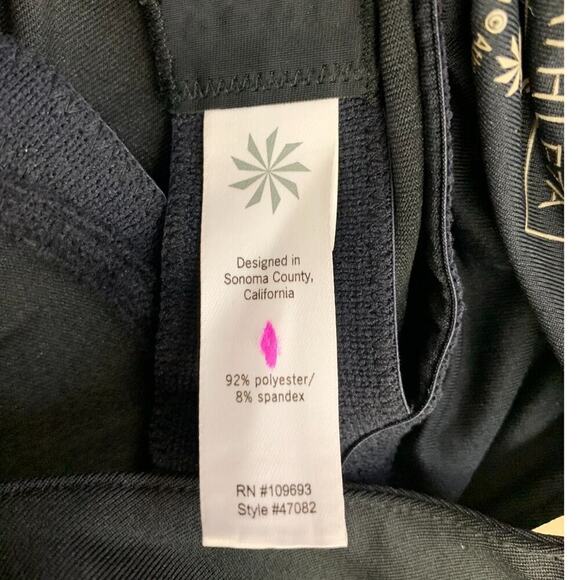 Designed in
Sonoma County,
California
92% polyester/
8% spandex
RN #109693
Style #47082